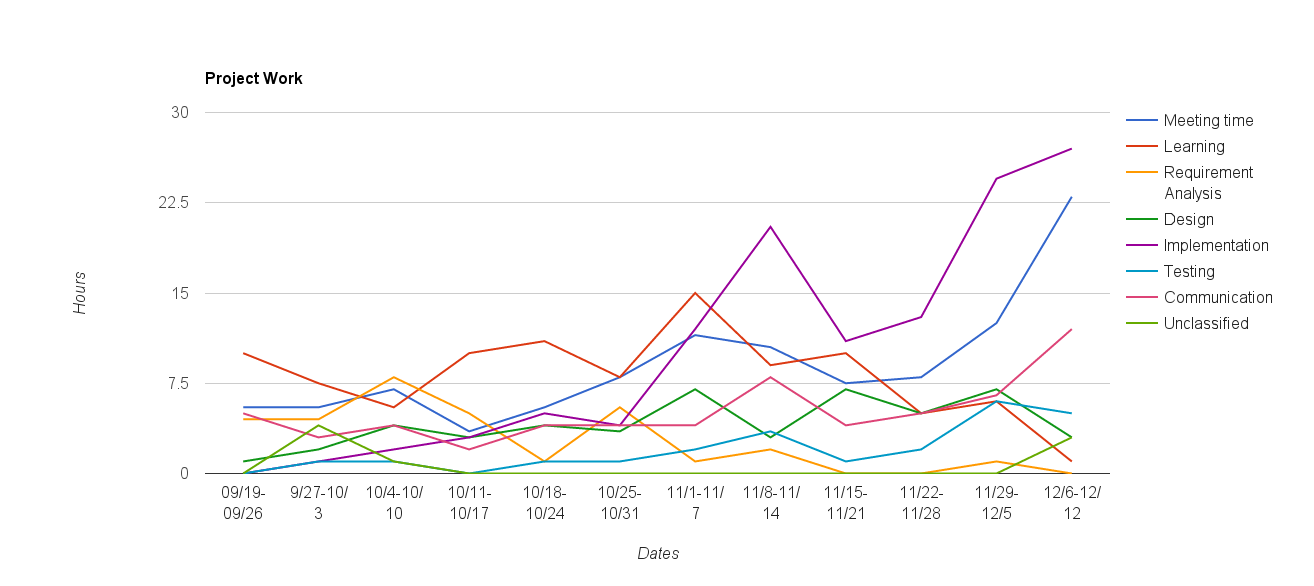 Project Work
30
22.5
15
7.5
0
Hours
09/19-
09/26
9/27-10/
3
10/4-10/
10
10/11-
10/17
10/18-
10/24
10/25-
10/31
11/1-11/
7
11/8-11/
14
11/15-
11/21
11/22-
11/28
11/29-
12/5
12/6-12/
12
Dates
Meeting time
Learning
Requirement
Analysis
Design
Implementation
Testing
Communication
Unclassified